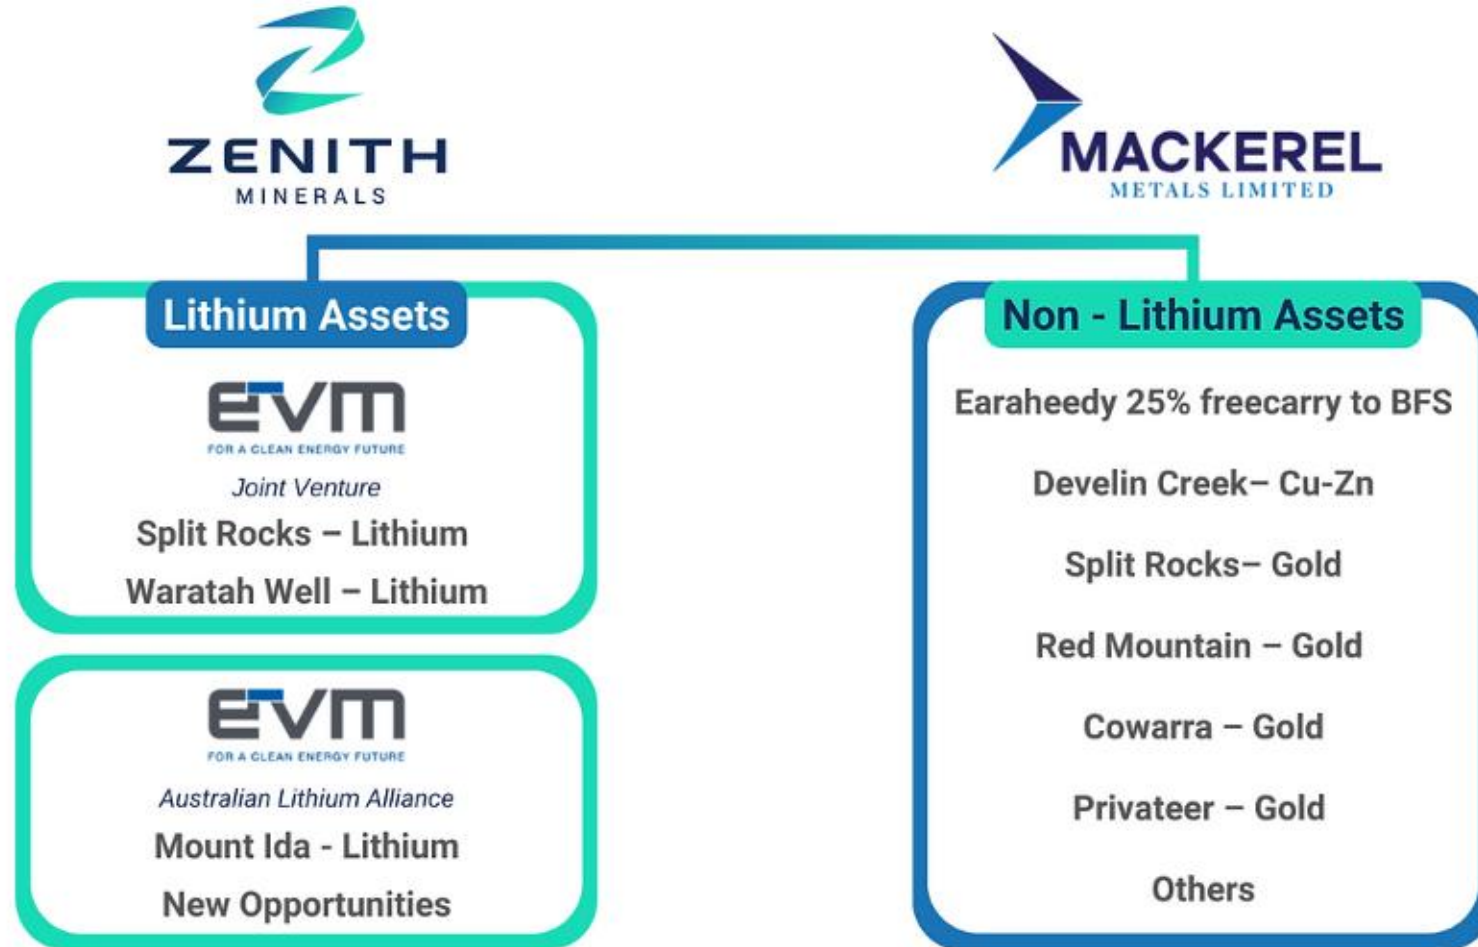 ZENITH
MINERALS
MACKEREL
METALS LIMITED
Lithium Assets
EVM
FOR A CLEAN ENERGY FUTURE
Joint Venture
Split Rocks – Lithium
Waratah Well – Lithium
EVM
FOR A CLEAN ENERGY FUTURE
Australian Lithium Alliance
Mount Ida - Lithium
New Opportunities
Non - Lithium Assets
Earaheedy 25% freecarry to BFS
Develin Creek– Cu-Zn
Split Rocks– Gold
Red Mountain – Gold
Cowarra – Gold
Privateer – Gold
Others